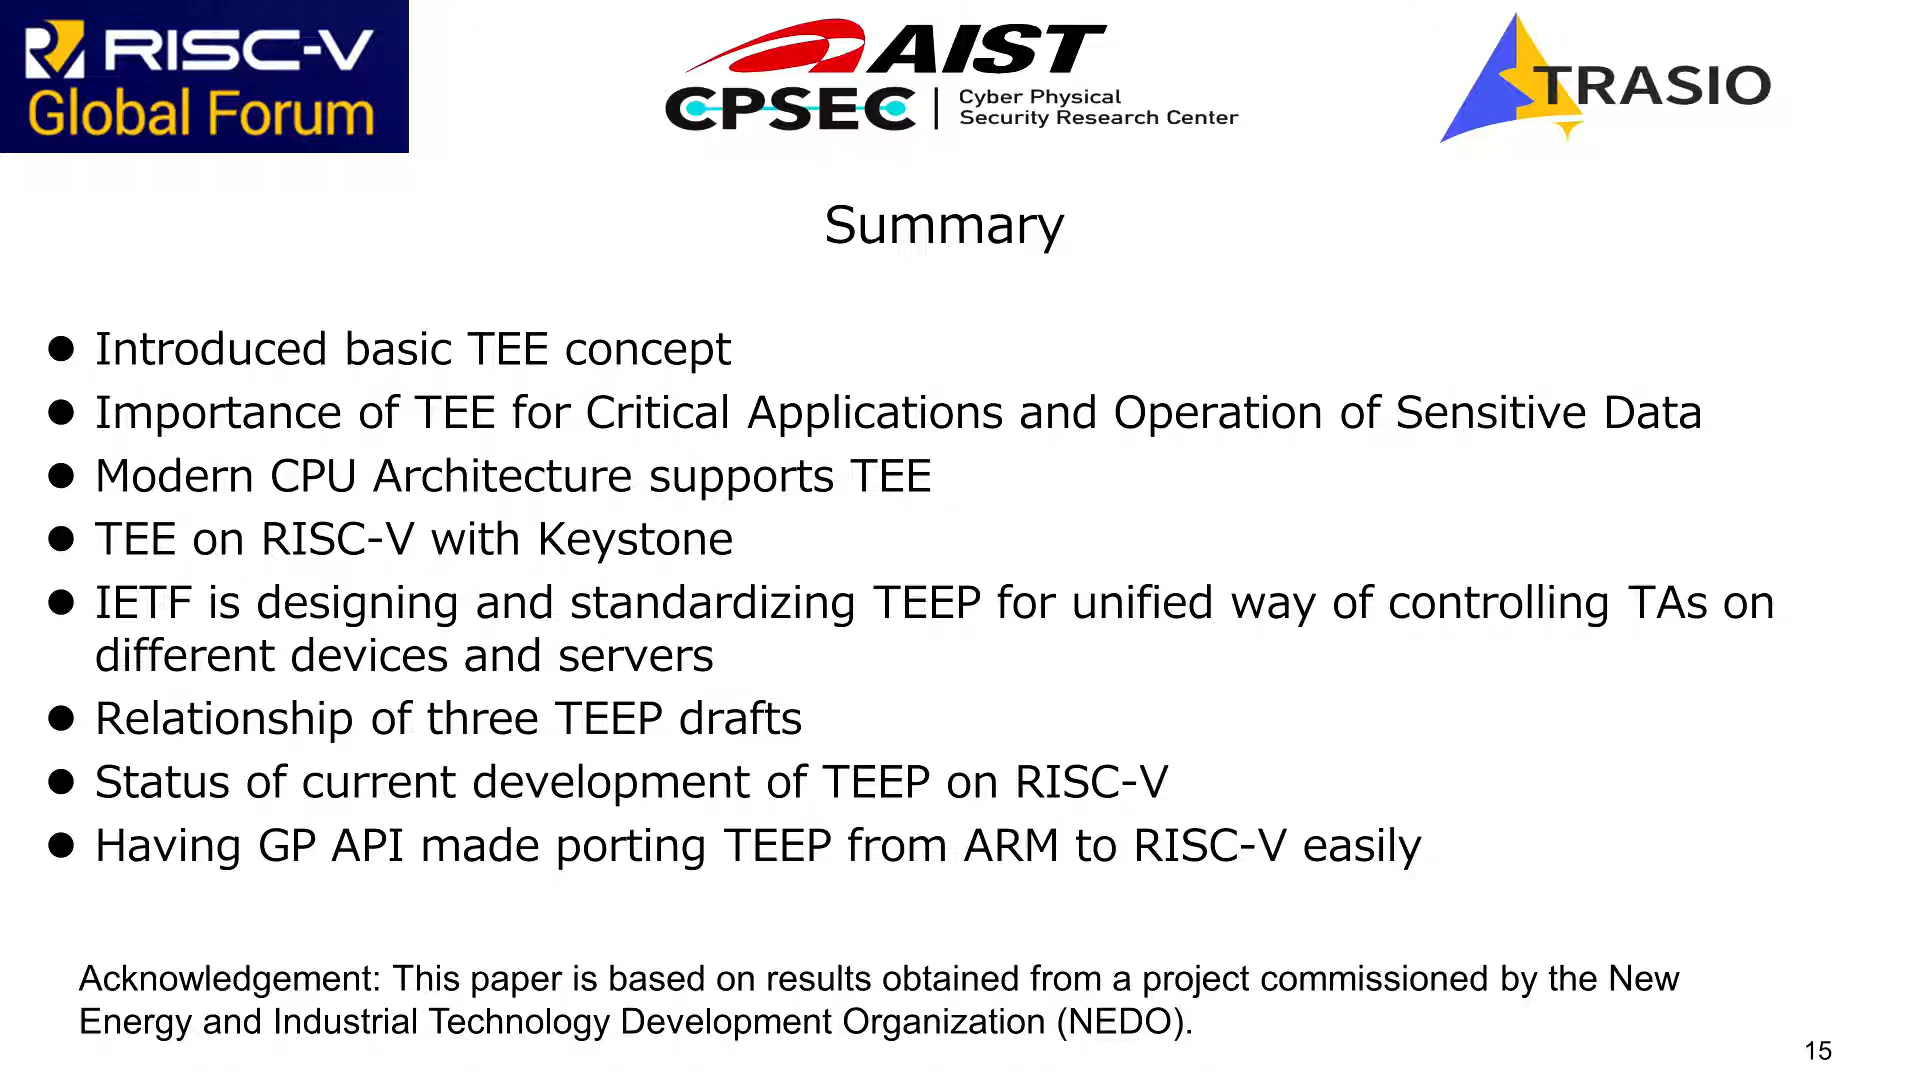 RISC-V
Global Forum
AIST
CPSEC
Cyber Physical
Security Research Center
TRASIO
Summary
● Introduced basic TEE concept
● Importance of TEE for Critical Applications and Operation of Sensitive Data
● Modern CPU Architecture supports TEE
● TEE on RISC-V with Keystone
● IETF is designing and standardizing TEEP for unified way of controlling TAs on
different devices and servers
● Relationship of three TEEP drafts
● Status of current development of TEEP on RISC-V
● Having GP API made porting TEEP from ARM to RISC-V easily
Acknowledgement: This paper is based on results obtained from a project commissioned by the New
Energy and Industrial Technology Development Organization (NEDO).
15